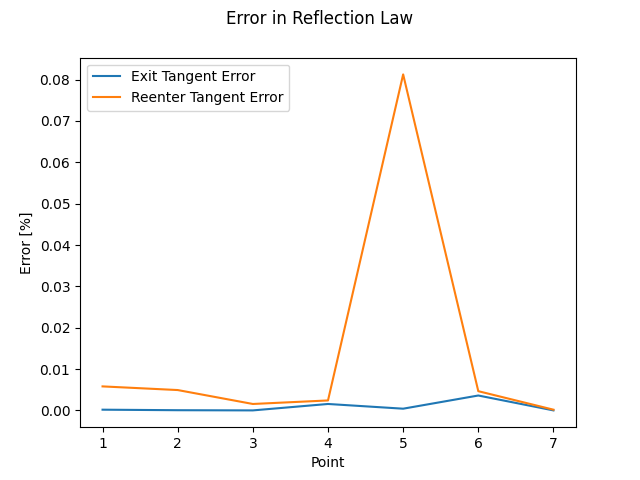 Error in Reflection Law
Exit Tangent Error
Reenter Tangent Error
0.08
0.07
0.06
0.05
0.04
0.03
0.02
0.01
0.00
Error [%]
1 2 3 4 5 6 7
Point